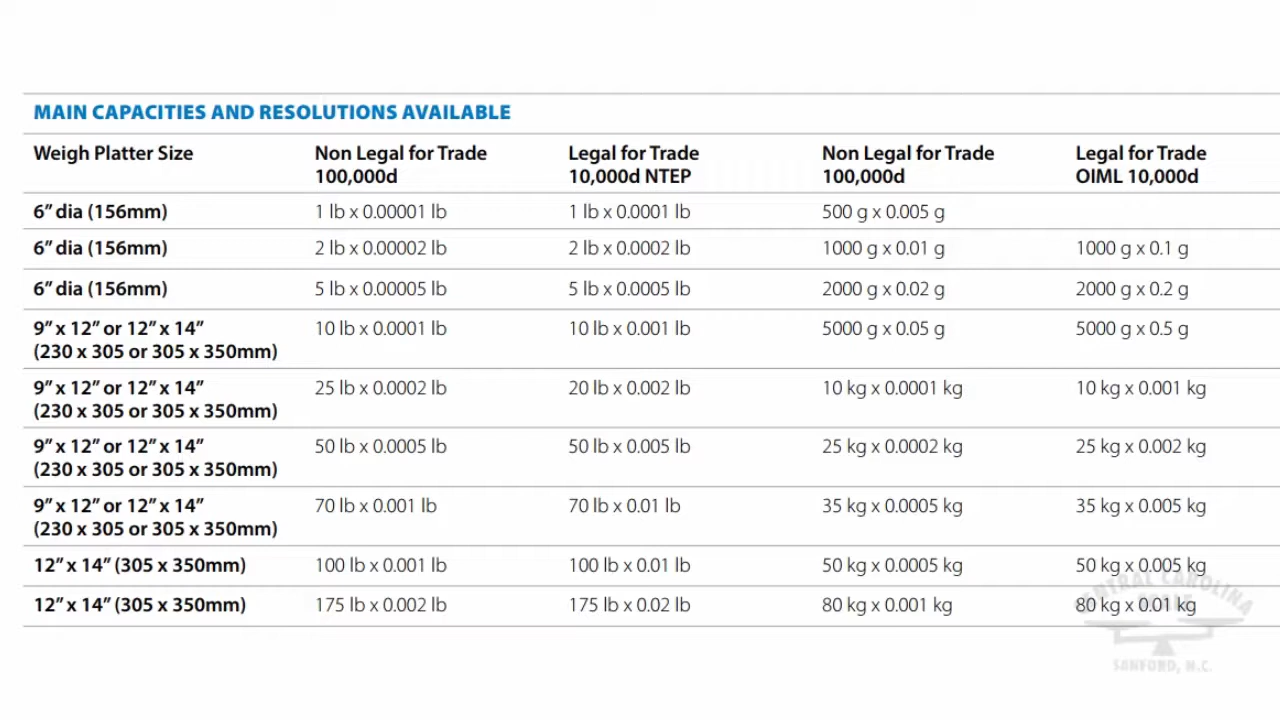 MAIN CAPACITIES AND RESOLUTIONS AVAILABLE
Weigh Platter Size Non Legal for Trade Legal for Trade Non Legal for Trade Legal for Trade
100,000d 10,000d NTEP 100,000d OIML 10,000d
6” dia (156mm) 1 lb x 0.00001 lb 1 lb x 0.0001 lb 500 g x 0.005 g
6” dia (156mm) 2 lb x 0.00002 lb 2 lb x 0.0002 lb 1000 g x 0.01 g 1000 g x 0.1 g
6” dia (156mm) 5 lb x 0.00005 lb 5 lb x 0.0005 lb 2000 g x 0.02 g 2000 g x 0.2 g
9” x 12” or 12” x 14” 10 lb x 0.0001 lb 10 lb x 0.001 lb 5000 g x 0.05 g 5000 g x 0.5 g
(230 x 305 or 305 x 350mm)
9” x 12” or 12” x 14” 25 lb x 0.0002 lb 20 lb x 0.002 lb 10 kg x 0.0001 kg 10 kg x 0.001 kg
(230 x 305 or 305 x 350mm)
9” x 12” or 12” x 14” 50 lb x 0.0005 lb 50 lb x 0.005 lb 25 kg x 0.0002 kg 25 kg x 0.002 kg
(230 x 305 or 305 x 350mm)
9” x 12” or 12” x 14” 70 lb x 0.001 lb 70 lb x 0.01 lb 35 kg x 0.0005 kg 35 kg x 0.005 kg
(230 x 305 or 305 x 350mm)
12” x 14” (305 x 350mm) 100 lb x 0.001 lb 100 lb x 0.01 lb 50 kg x 0.0005 kg 50 kg x 0.005 kg
12” x 14” (305 x 350mm) 175 lb x 0.002 lb 175 lb x 0.02 lb 80 kg x 0.001 kg 80 kg x 0.01 kg
CENTRAL CAROLINA
SCALE
SANFORD, N.C.